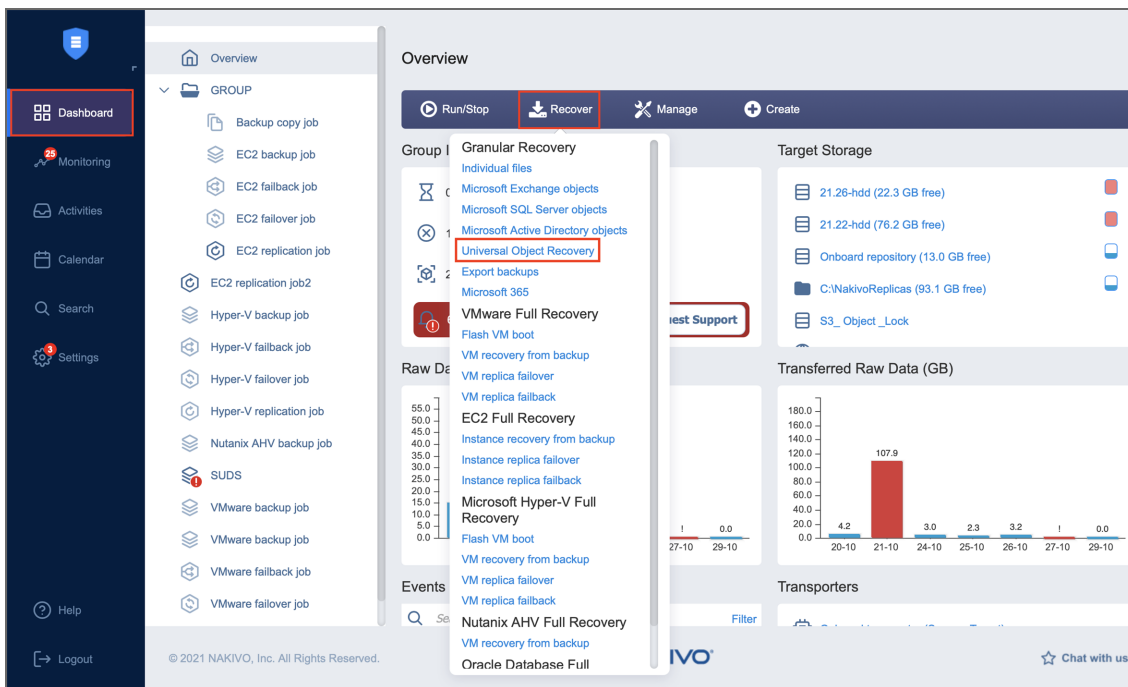 Dashboard
25
Monitoring
Activities
Calendar
Search
3
Settings
Help
Logout
Overview
GROUP
Backup copy job
EC2 backup job
EC2 failback job
EC2 failover job
EC2 replication job
EC2 replication job2
Hyper-V backup job
Hyper-V failback job
Hyper-V failover job
Hyper-V replication job
Nutanix AHV backup job
SUDS
VMware backup job
VMware backup job
VMware failback job
VMware failover job
© 2021 NAKIVO, Inc. All Rights Reserved.
Overview
Run/Stop
Recover
Manage
Create
Group I
Granular Recovery
Individual files
Microsoft Exchange objects
Microsoft SQL Server objects
Microsoft Active Directory objects
Universal Object Recovery
Export backups
Microsoft 365
VMware Full Recovery
Flash VM boot
VM recovery from backup
VM replica failover
VM replica failback
EC2 Full Recovery
Instance recovery from backup
Instance replica failover
Instance replica failback
Microsoft Hyper-V Full
Recovery
Flash VM boot
VM recovery from backup
VM replica failover
VM replica failback
Nutanix AHV Full Recovery
VM recovery from backup
Oracle Database Full
est Support
Raw Da
55.0
50.0
45.0
40.0
35.0
30.0
25.0
20.0
15.0
10.0
5.0
0.0
! 0.0
27-10 29-10
Events
Se
Filter
IVO
Target Storage
21.26-hdd (22.3 GB free)
21.22-hdd (76.2 GB free)
Onboard repository (13.0 GB free)
C:\NakivoReplicas (93.1 GB free)
S3_ Object _Lock
Transferred Raw Data (GB)
180.0
160.0
140.0
120.0
100.0
80.0
60.0
40.0
20.0
0.0
4.2 107.9 3.0 2.3 3.2 ! 0.0
20-10 21-10 24-10 25-10 26-10 27-10 29-10
Transporters
Chat with us